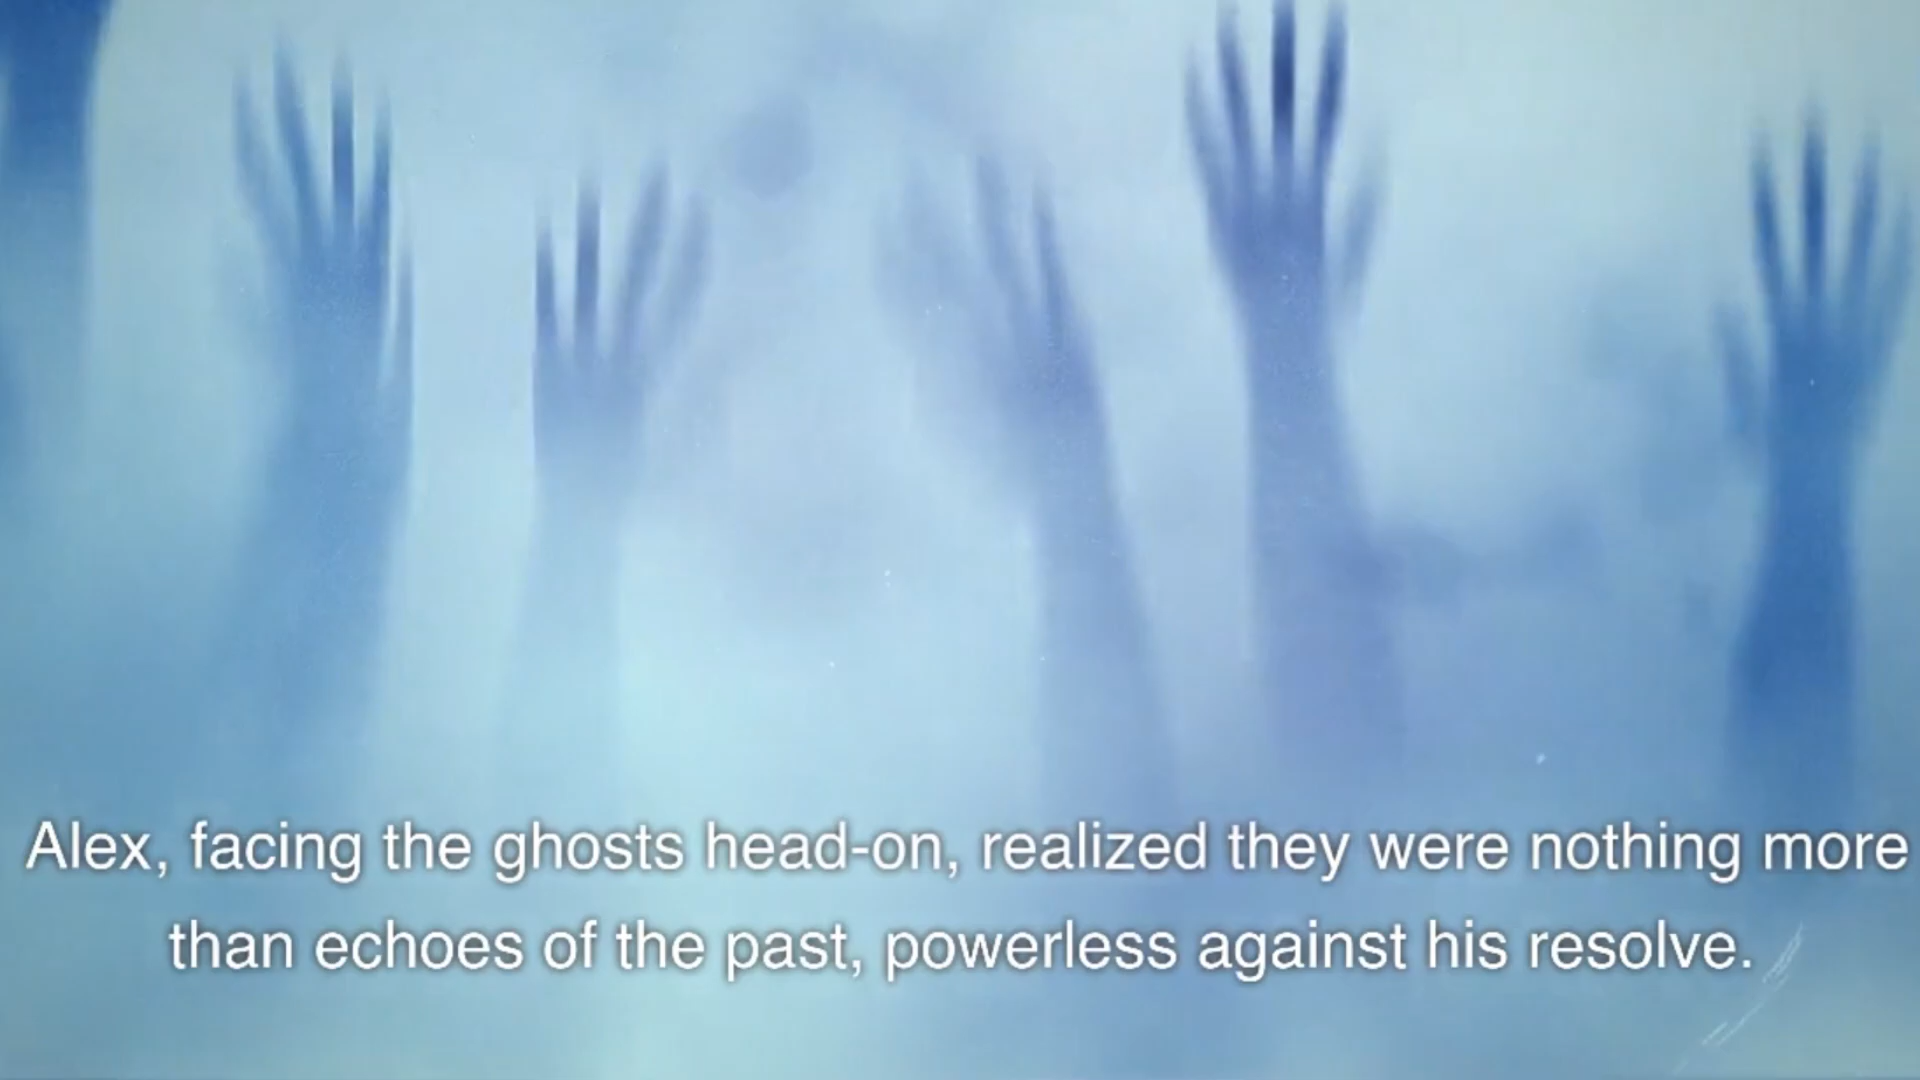 Alex, facing the ghosts head-on, realized they were nothing more
than echoes of the past, powerless against his resolve.